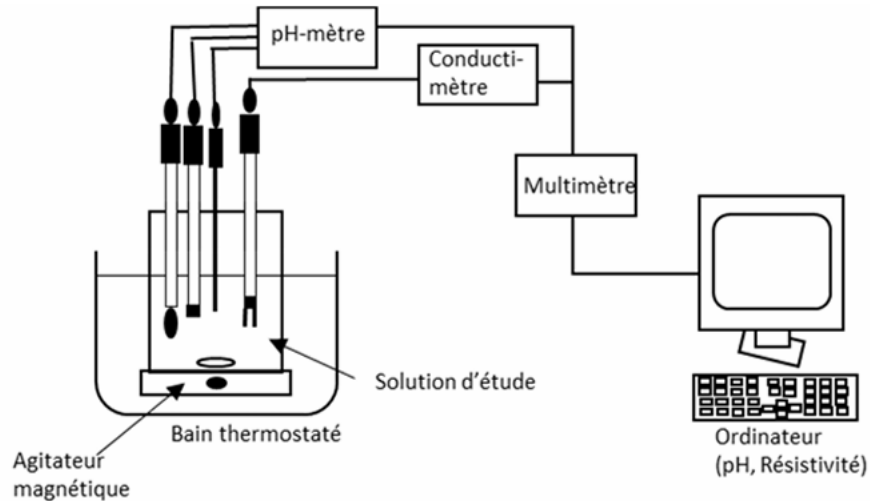 pH-mètre
Conducti-
mètre
Multimètre
Solution d'étude
Bain thermostaté
Agitateur
magnétique
Ordinateur
(pH, Résistivité)